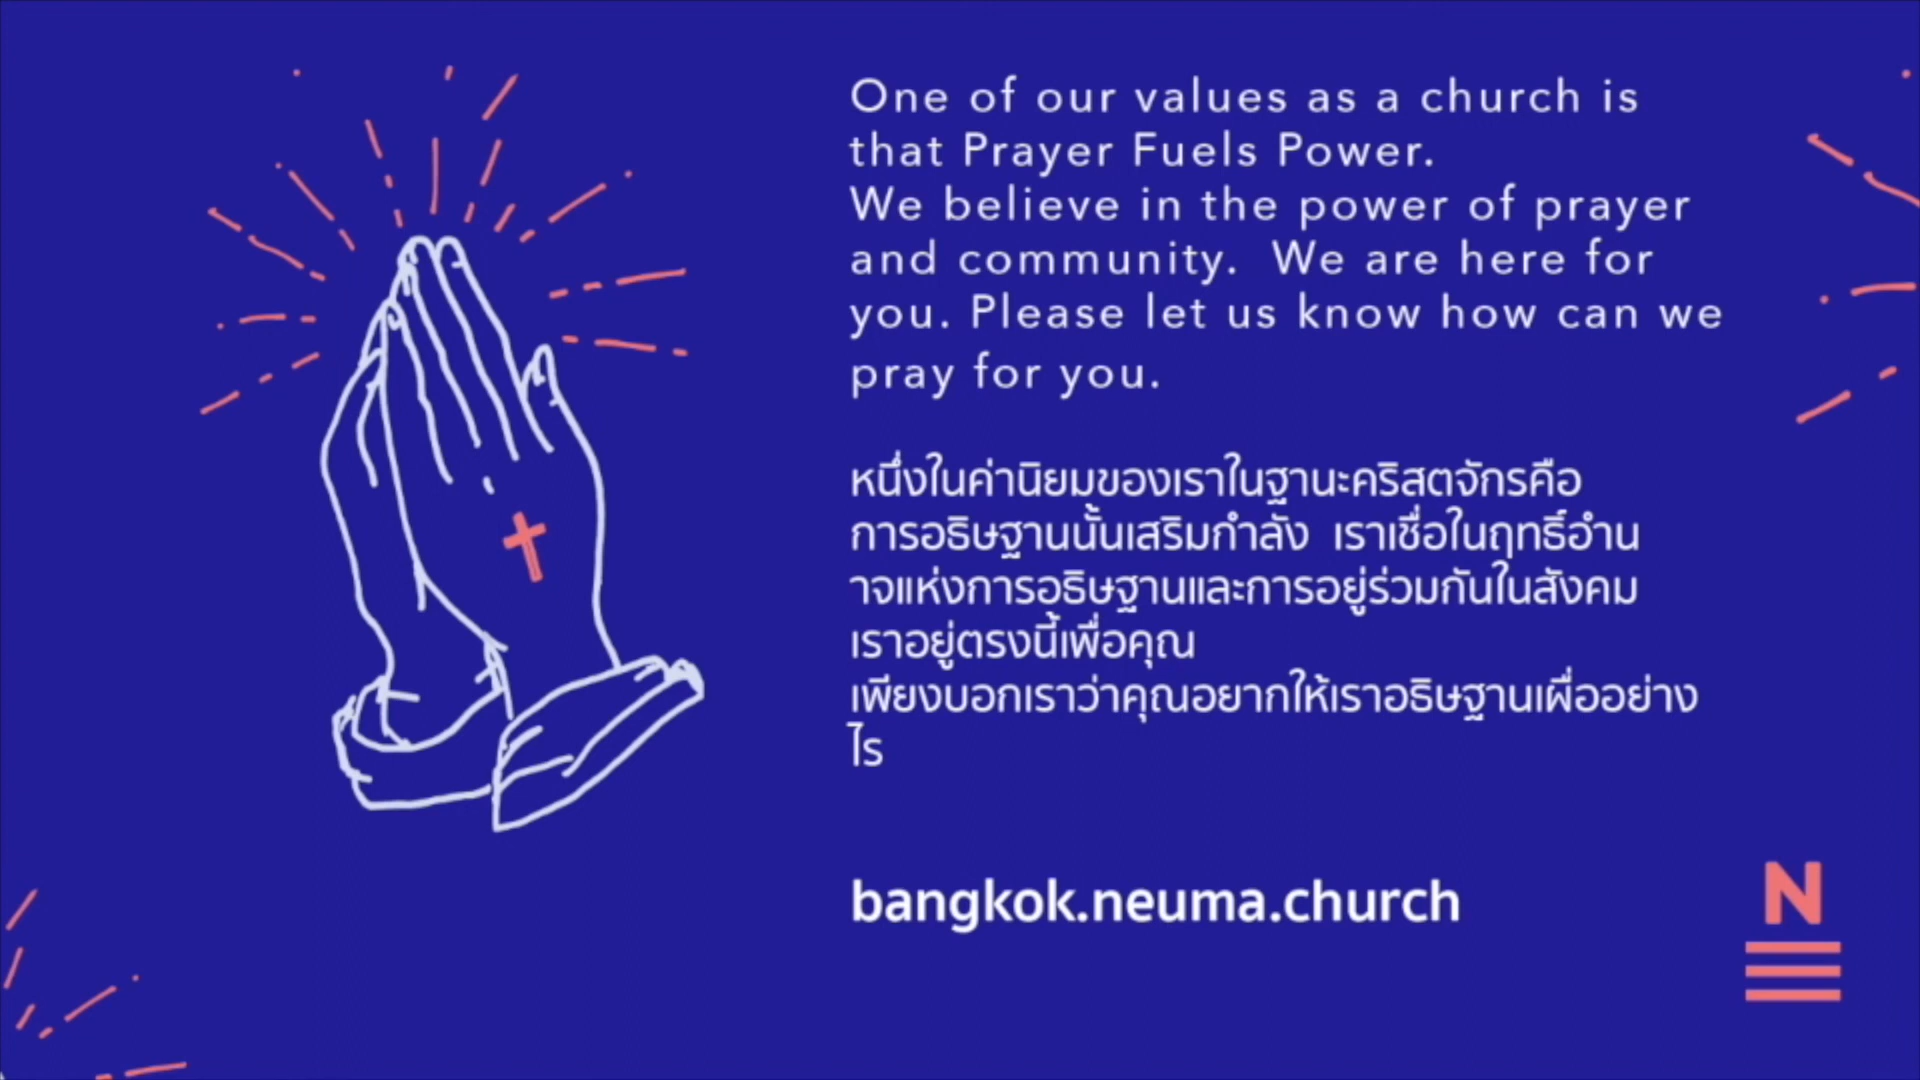 One of our values as a church is
that Prayer Fuels Power.
We believe in the power of prayer
and community. We are here for
you. Please let us know how can we
pray for you.
หนึ่งในค่านิยมของเราในฐานะคริสตจักรคือ
การอธิษฐานนั้นเสริมกำลัง เราเชื่อในฤทธิ์อำน
าจแห่งการอธิษฐานและการอยู่ร่วมกันในสังคม
เราอยู่ตรงนี้เพื่อคุณ
เพียงบอกเราว่าคุณอยากให้เราอธิษฐานเผื่ออย่าง
ไร
bangkok.neuma.church
N